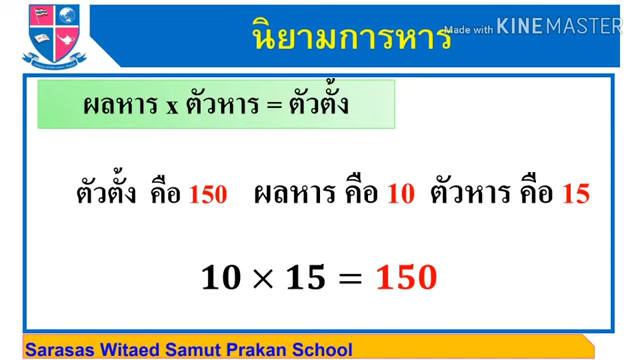 นิยามการหาร
Made with KINEMASTER
ผลหาร x ตัวหาร = ตัวตั้ง
ตัวตั้ง คือ 150 ผลหาร คือ 10 ตัวหาร คือ 15
10 × 15 = 150
Sarasas Witaed Samut Prakan School